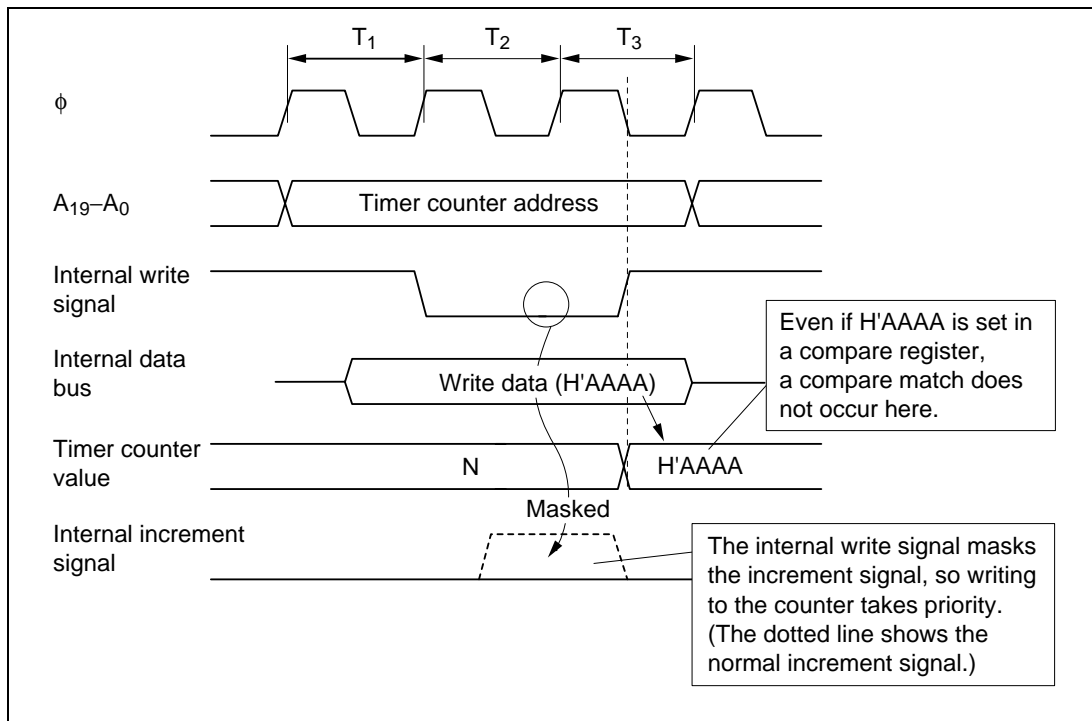 T1 T2 T3
φ
A19–A0
Timer counter address
Internal write
signal
Even if H'AAAA is set in
a compare register,
a compare match does
not occur here.
Internal data
bus
Write data (H'AAAA)
Timer counter
value
N
H'AAAA
Masked
Internal increment
signal
The internal write signal masks
the increment signal, so writing
to the counter takes priority.
(The dotted line shows the
normal increment signal.)